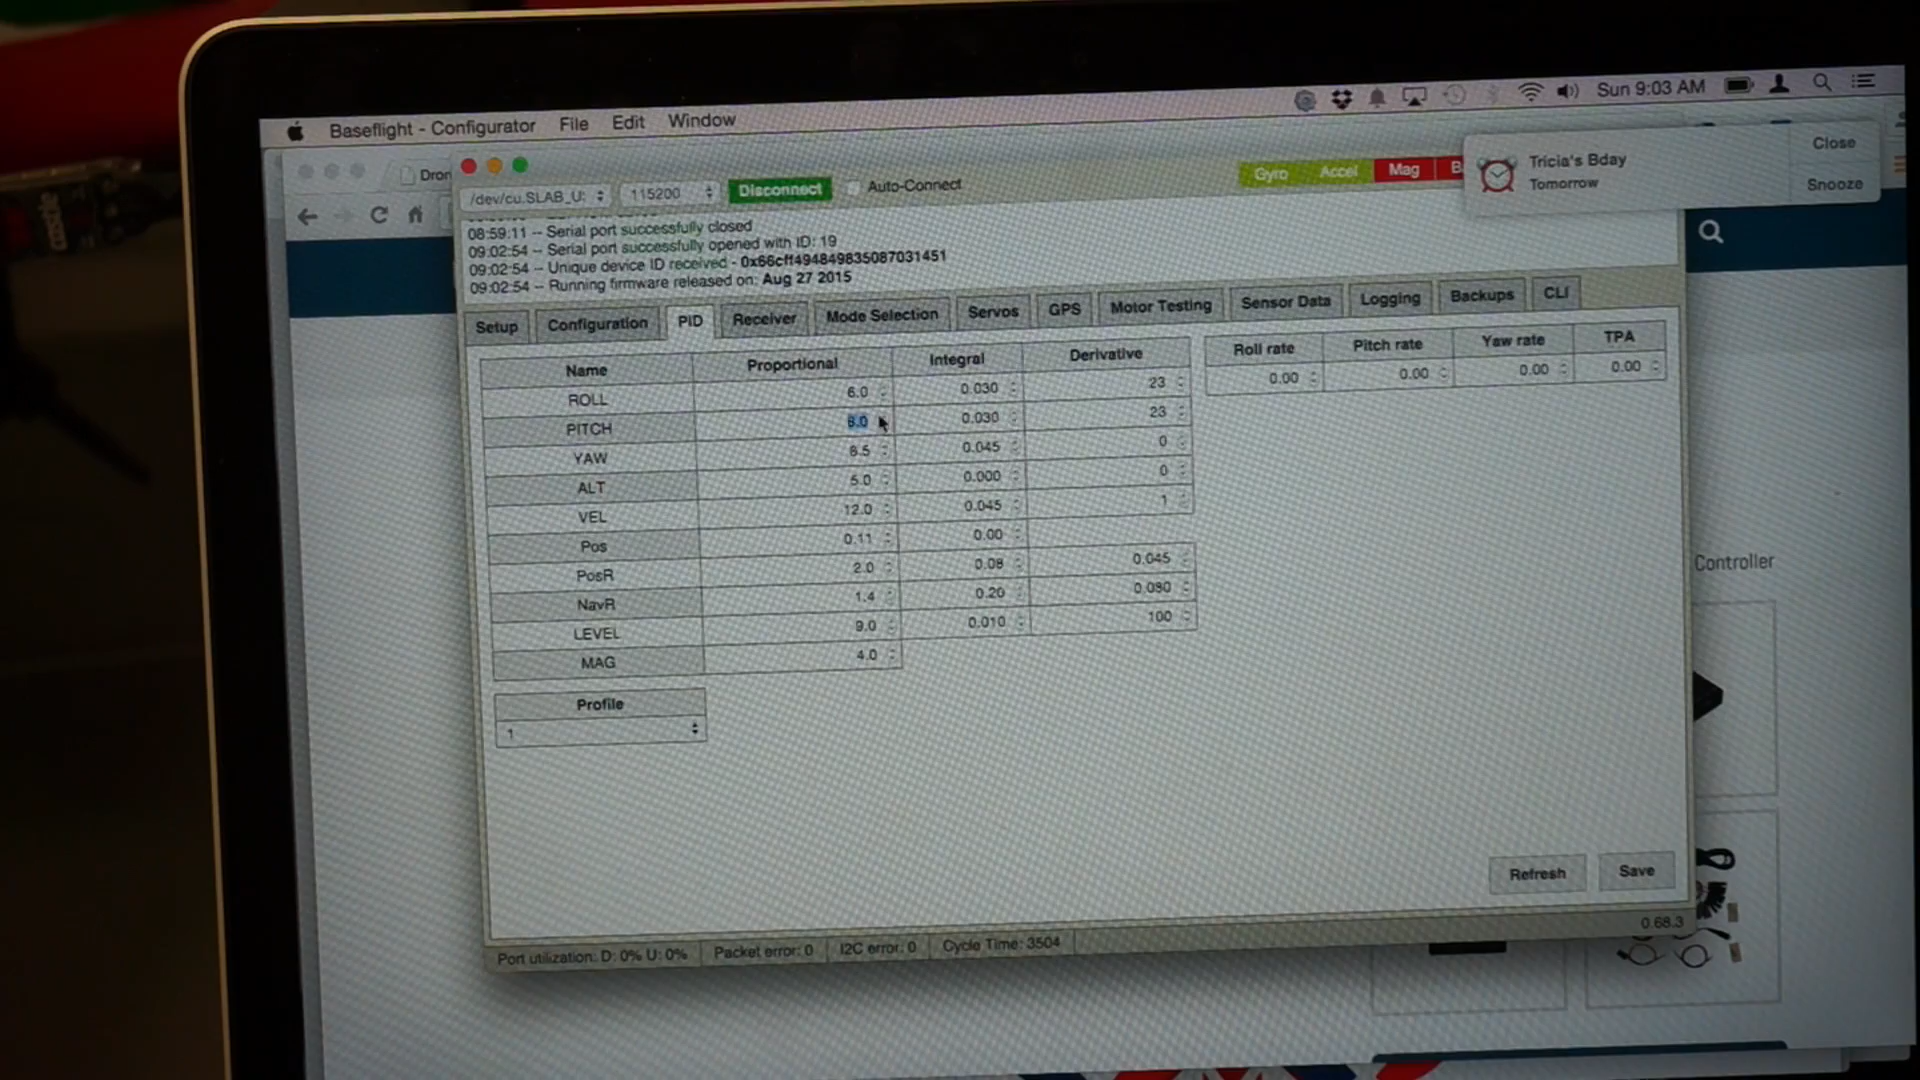 Baseflight - Configurator File Edit Window
Sun 9:03 AM
Dron
/dev/cu.SLAB_U: 115200 Disconnect Auto-Connect
Gyro Accel Mag
Tricia's Bday
Tomorrow
Close
Snooze
08:59:11 -- Serial port successfully closed
09:02:54 -- Serial port successfully opened with ID: 19
09:02:54 -- Unique device ID received - 0x66cff494849835087031451
09:02:54 -- Running firmware released on: Aug 27 2015
Setup Configuration PID Receiver Mode Selection Servos GPS Motor Testing Sensor Data Logging Backups CLI
Name Proportional Integral Derivative
ROLL 6.0 0.030 23
PITCH 8.0 0.030 23
YAW 8.5 0.045 0
ALT 5.0 0.000 0
VEL 12.0 0.045 1
Pos 0.11 0.00
PosR 2.0 0.08 0.045
NavR 1.4 0.20 0.080
LEVEL 9.0 0.010 100
MAG 4.0
Roll rate Pitch rate Yaw rate TPA
0.00 0.00 0.00 0.00
Profile
1
Controller
Refresh Save
0.68.3
Port utilization: D: 0% U: 0% Packet error: 0 I2C error: 0 Cycle Time: 3504